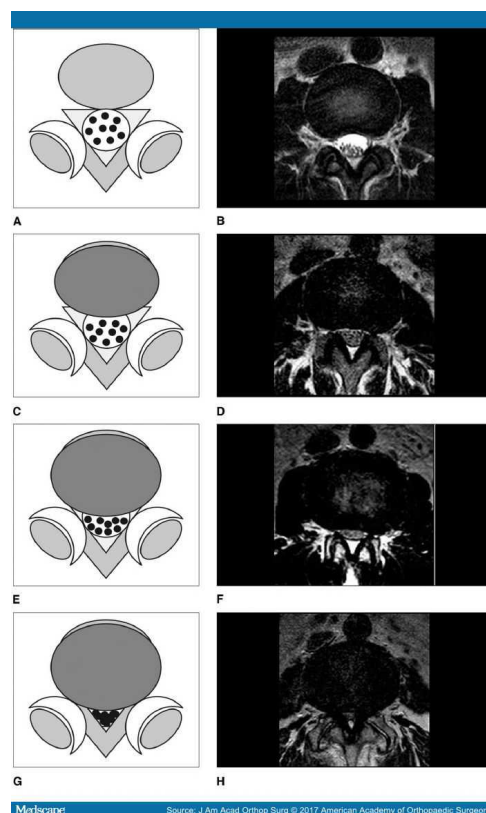 A
B
C
D
E
F
G
H
Medscape
Source: J Am Acad Orthop Surg © 2017 American Academy of Orthopaedic Surgeon